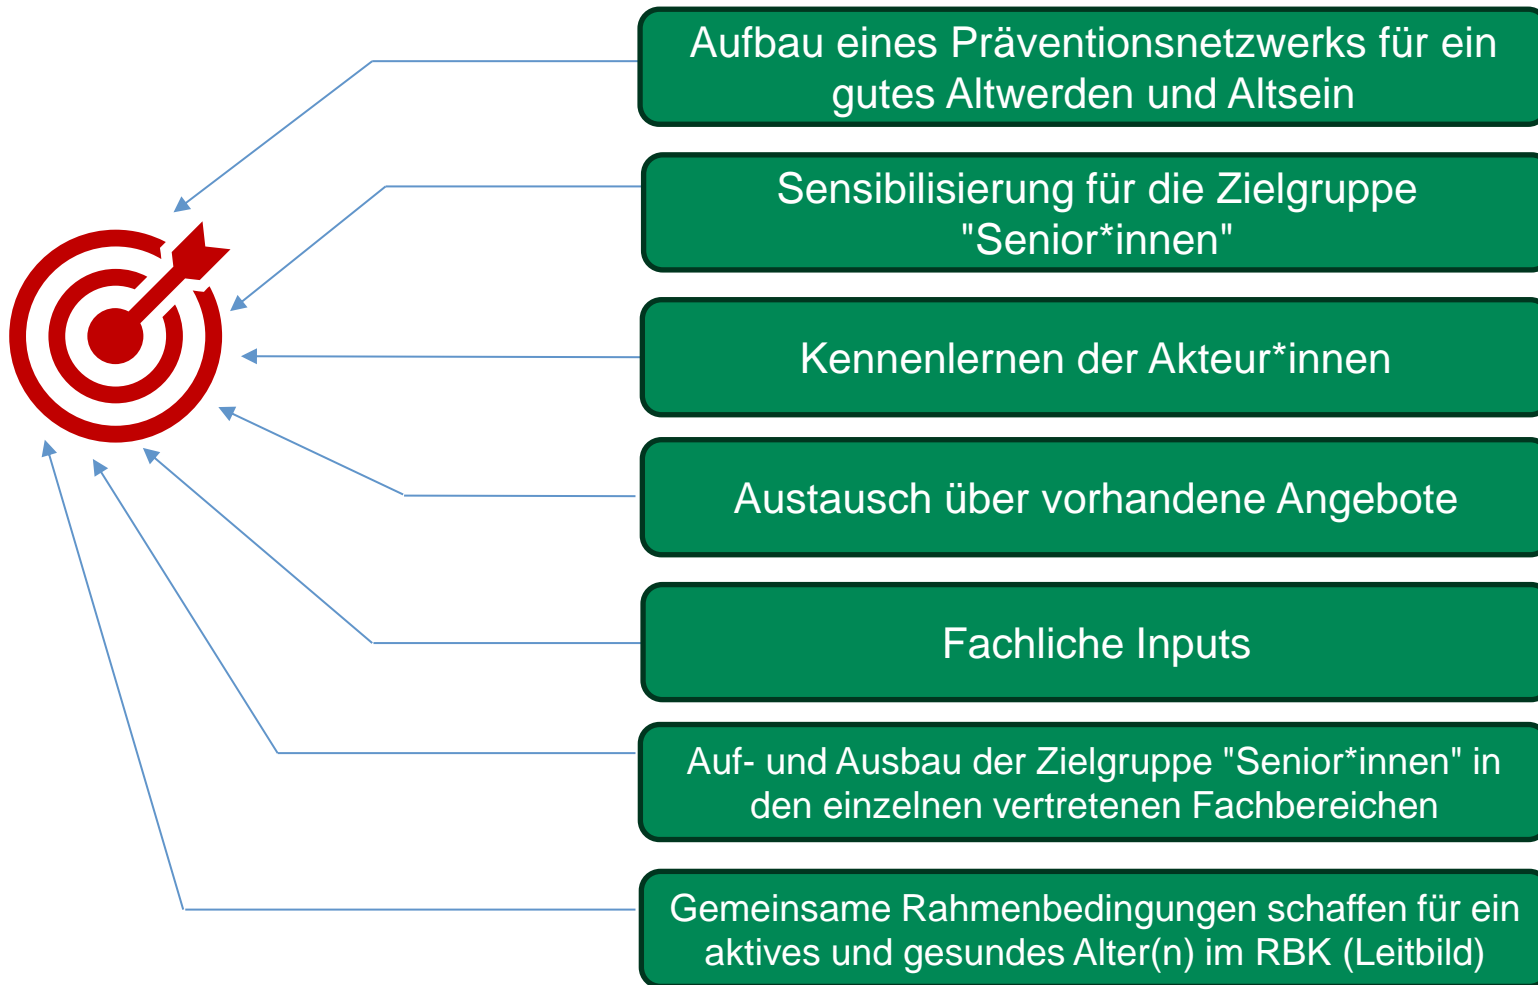 Aufbau eines Präventionsnetzwerks für ein
gutes Altwerden und Altsein
Sensibilisierung für die Zielgruppe
"Senior*innen"
Kennenlernen der Akteur*innen
Austausch über vorhandene Angebote
Fachliche Inputs
Auf- und Ausbau der Zielgruppe "Senior*innen" in
den einzelnen vertretenen Fachbereichen
Gemeinsame Rahmenbedingungen schaffen für ein
aktives und gesundes Alter(n) im RBK (Leitbild)